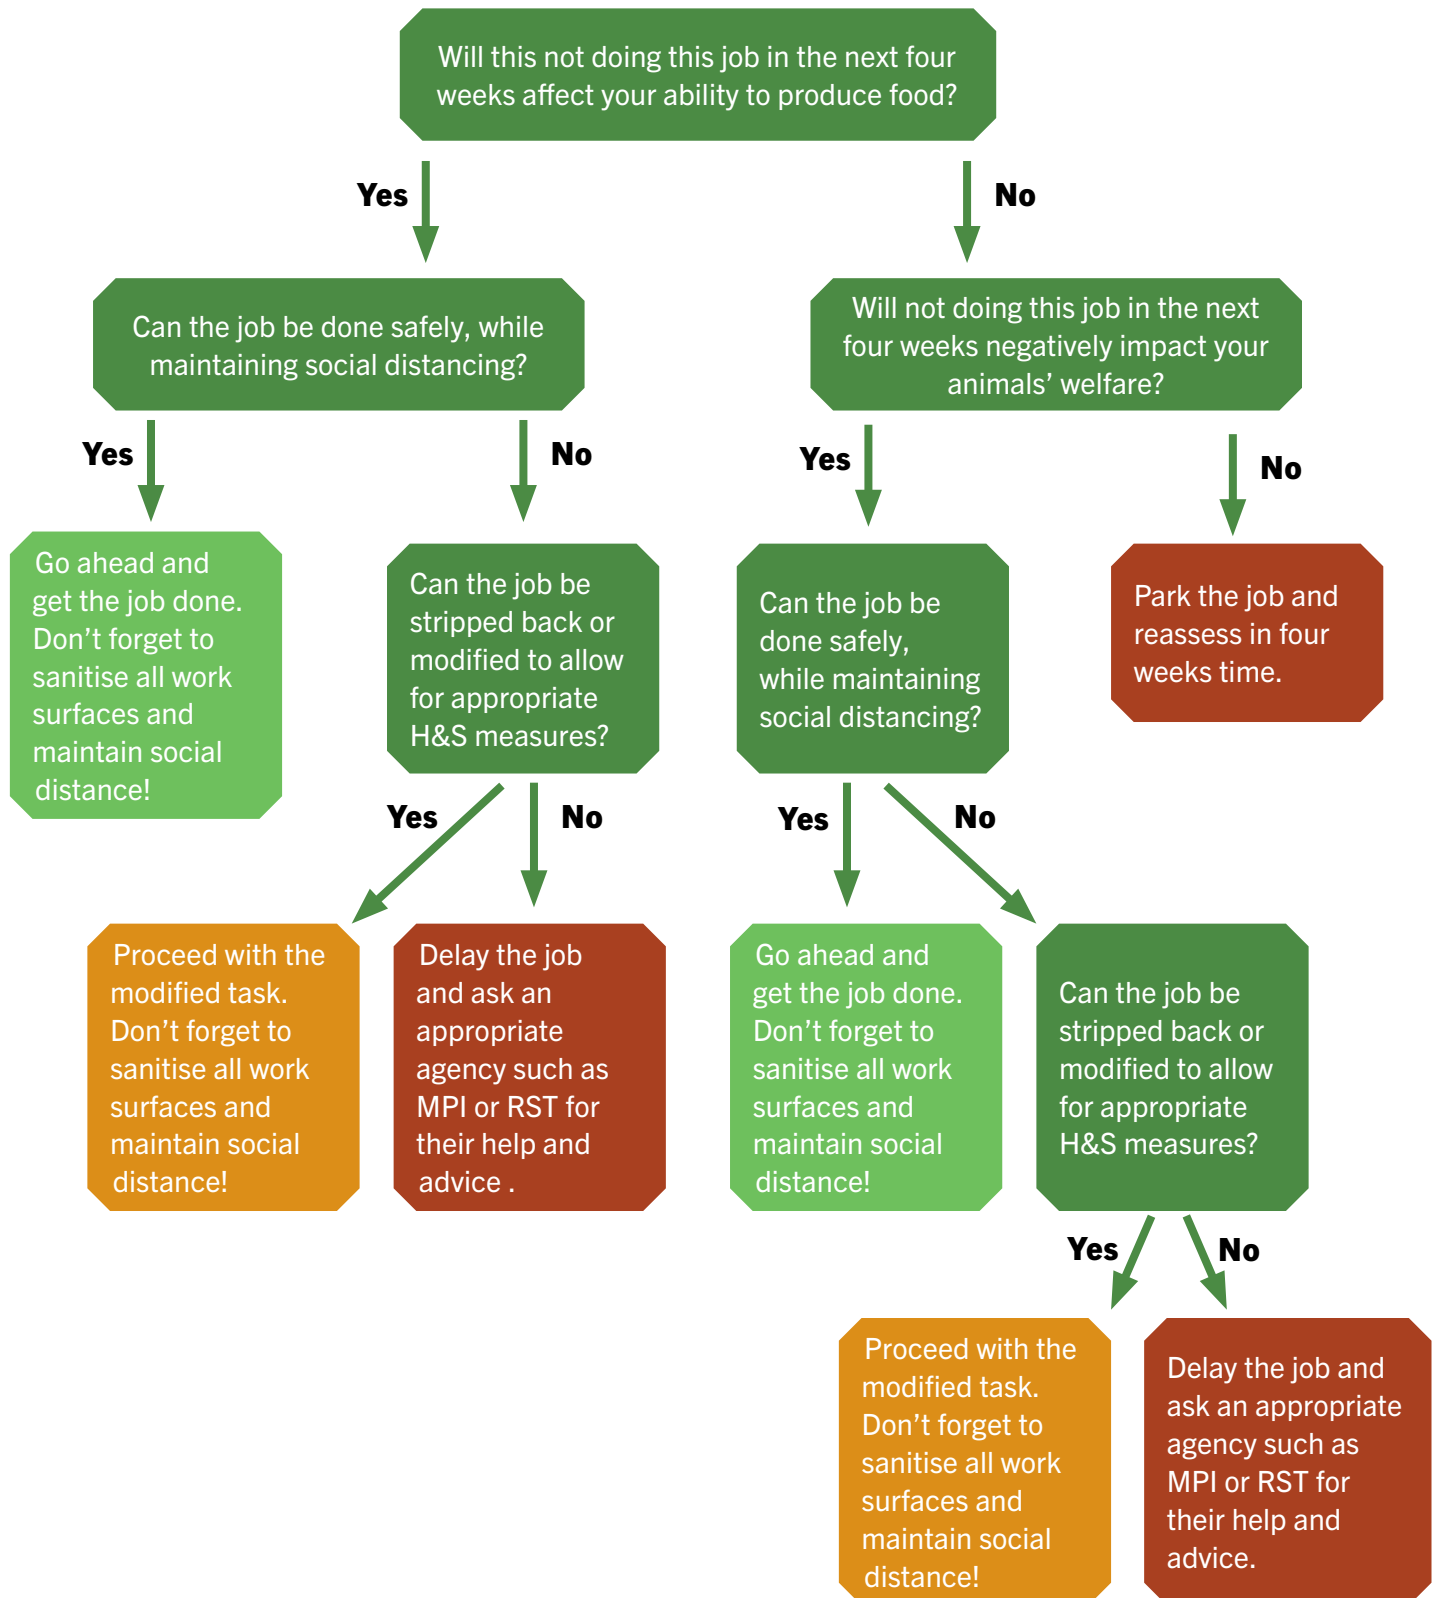 Will this not doing this job in the next four
weeks affect your ability to produce food?
Yes
No
Can the job be done safely, while
maintaining social distancing?
Will not doing this job in the next
four weeks negatively impact your
animals’ welfare?
Yes
No
Yes
No
Go ahead and
get the job done.
Don’t forget to
sanitise all work
surfaces and
maintain social
distance!
Can the job be
stripped back or
modified to allow
for appropriate
H&S measures?
Can the job be
done safely,
while maintaining
social distancing?
Park the job and
reassess in four
weeks time.
Yes
No
Yes
No
Proceed with the
modified task.
Don’t forget to
sanitise all work
surfaces and
maintain social
distance!
Delay the job
and ask an
appropriate
agency such as
MPI or RST for
their help and
advice .
Go ahead and
get the job done.
Don’t forget to
sanitise all work
surfaces and
maintain social
distance!
Can the job be
stripped back or
modified to allow
for appropriate
H&S measures?
Yes
No
Proceed with the
modified task.
Don’t forget to
sanitise all work
surfaces and
maintain social
distance!
Delay the job and
ask an appropriate
agency such as
MPI or RST for
their help and
advice.